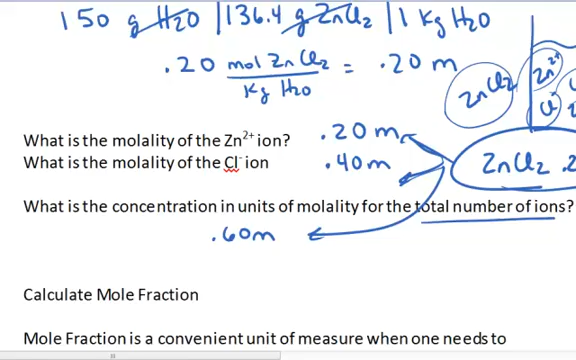 150 g H2O | 136.4 g ZnCl2 | 1 Kg H2O
.20 mol ZnCl2 / Kg H2O = .20 m
ZnCl2 Zn2+
Cl-
What is the molality of the Zn2+ ion? .20 m
What is the molality of the Cl- ion .40m
ZnCl2 .2
What is the concentration in units of molality for the total number of ions?
.60m
Calculate Mole Fraction
Mole Fraction is a convenient unit of measure when one needs to